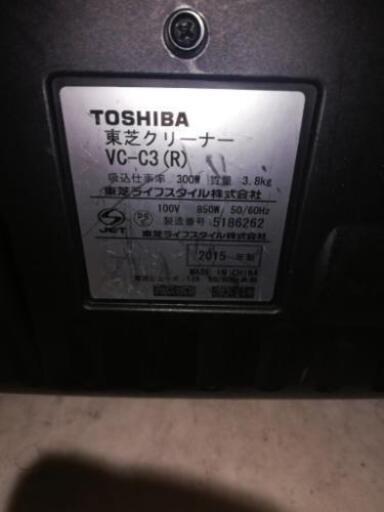 TOSHIBA
東芝クリーナー
VC-C3(R)
吸込仕事率 300W 質量 3.8kg
東芝ライフスタイル株式会社
JET
PS
E
100V 850W/50/60Hz
製造番号:5186262
東芝ライフスタイル株式会社
2015 年製
MADE IN CHINA